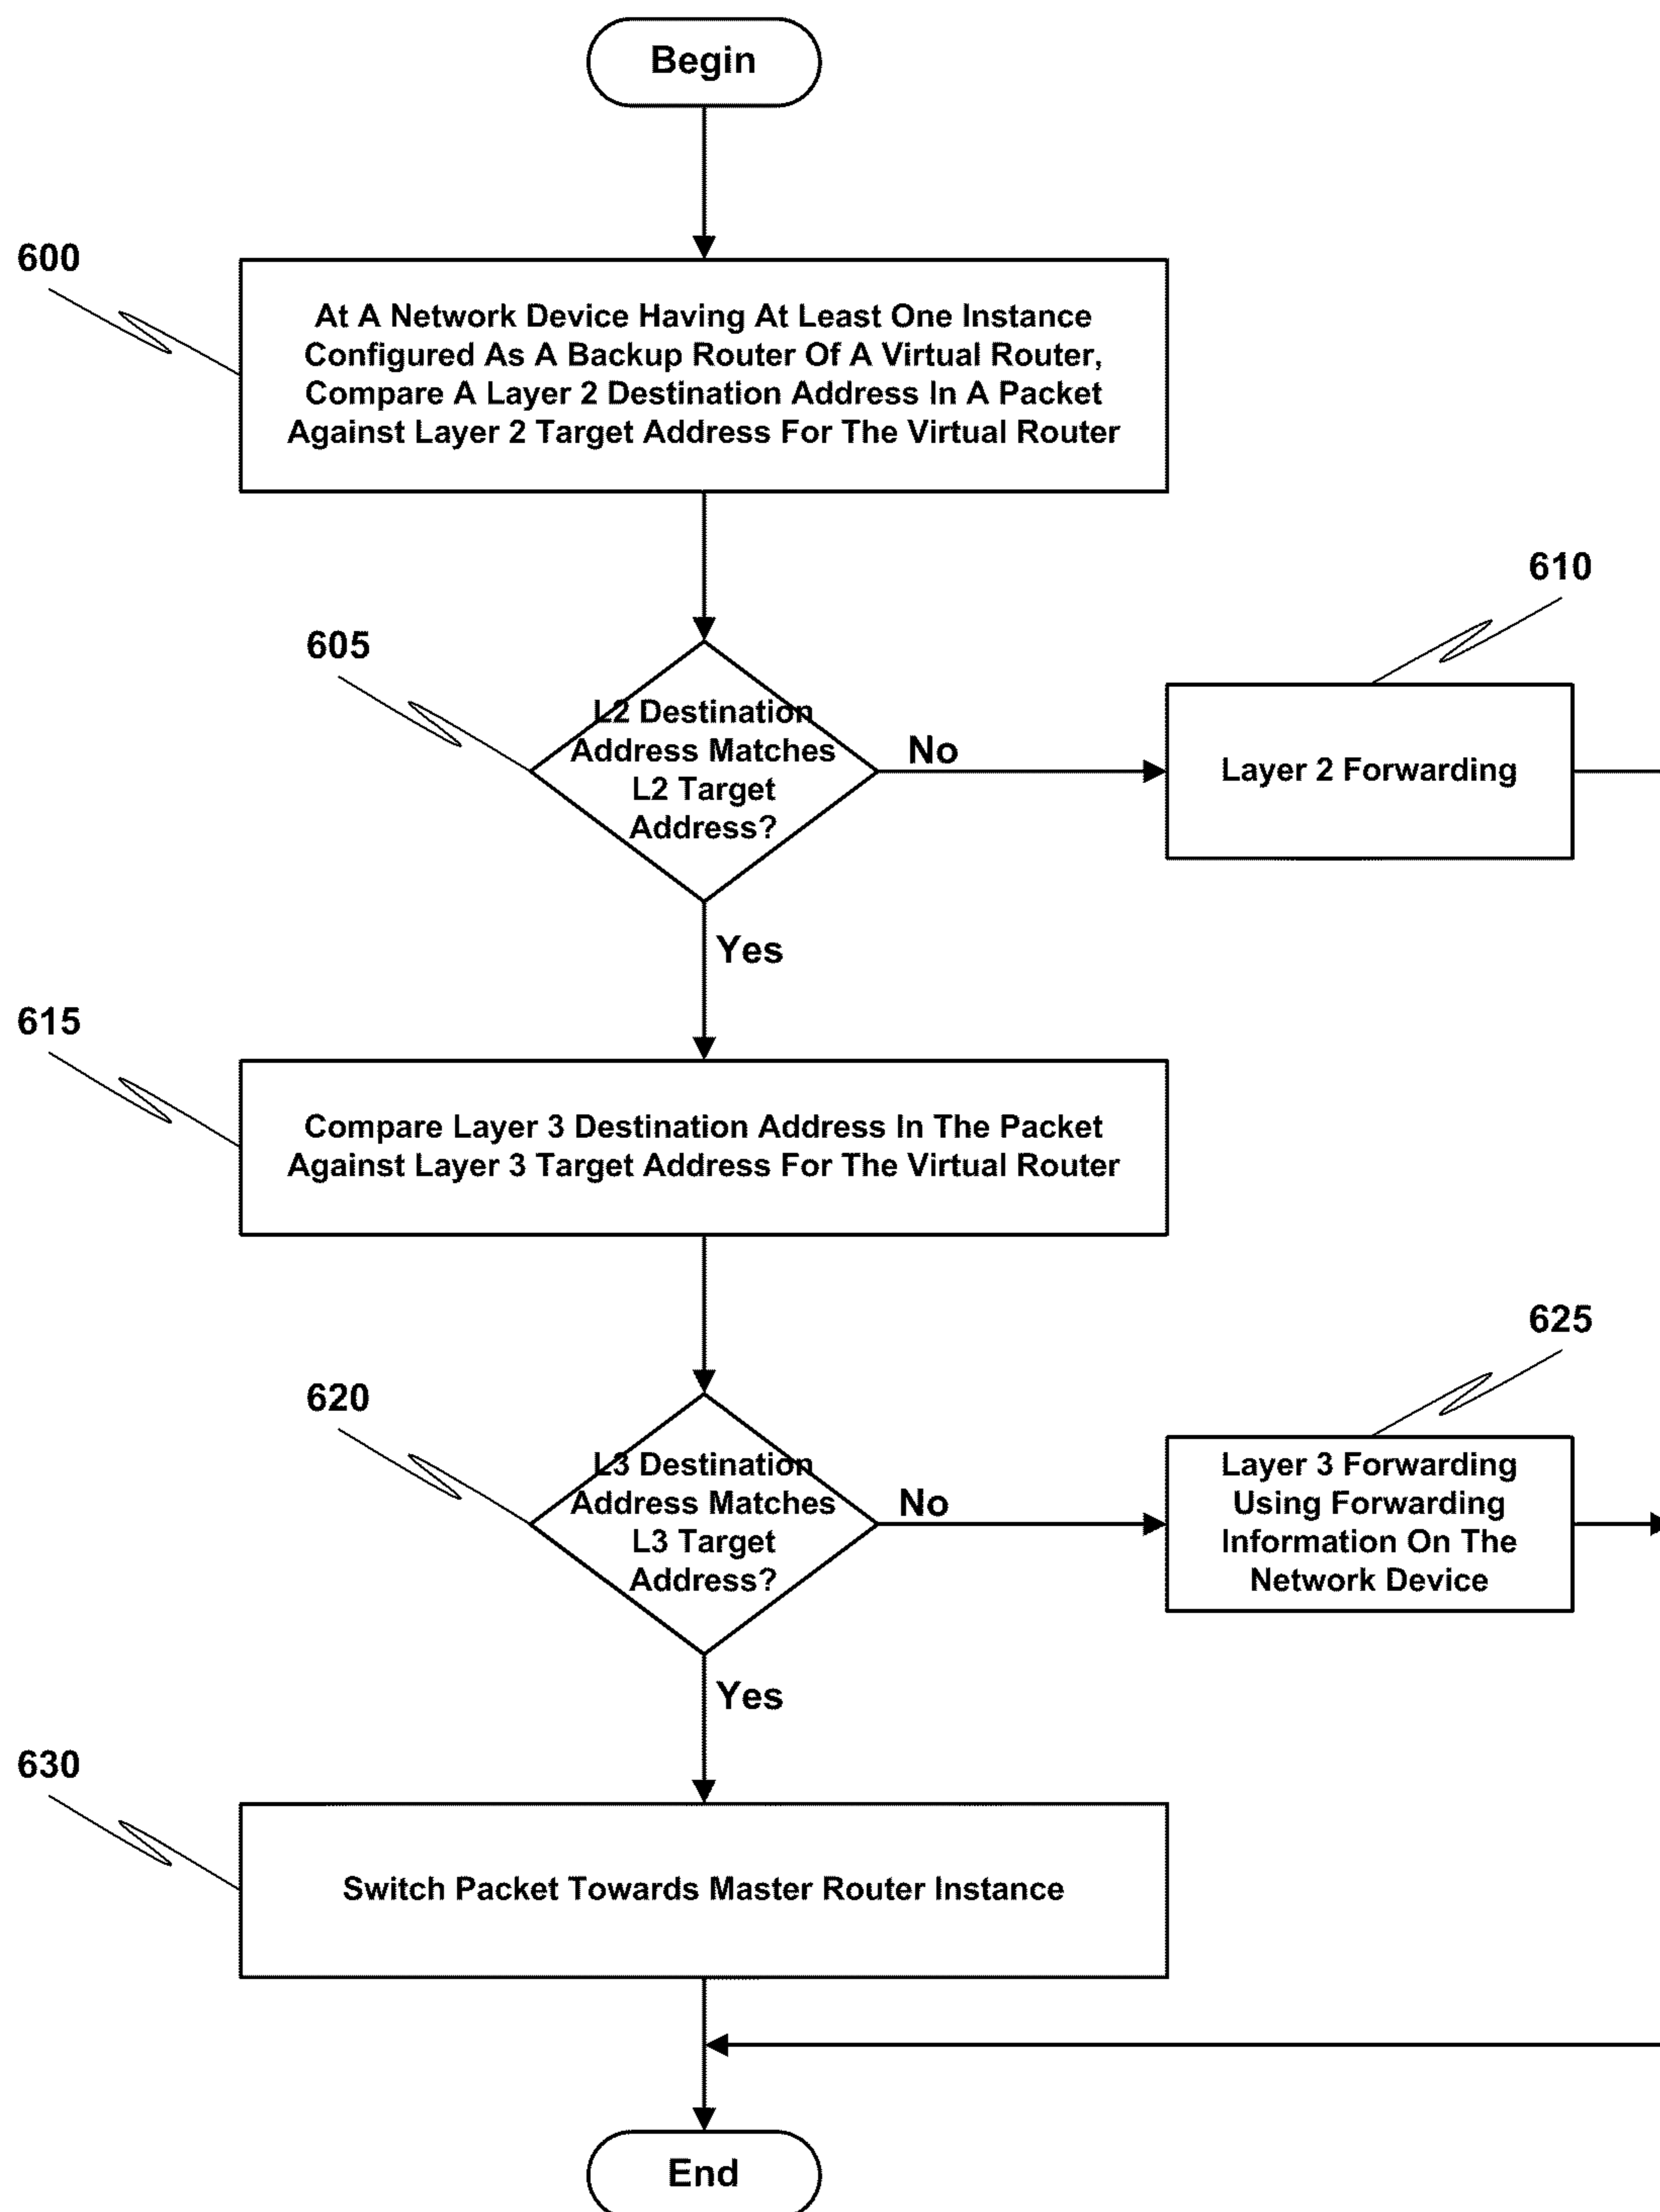 Begin
600
At A Network Device Having At Least One Instance
Configured As A Backup Router Of A Virtual Router,
Compare A Layer 2 Destination Address In A Packet
Against Layer 2 Target Address For The Virtual Router
610
605
L2 Destination
Address Matches
L2 Target
Address?
No
Layer 2 Forwarding
Yes
615
Compare Layer 3 Destination Address In The Packet
Against Layer 3 Target Address For The Virtual Router
625
620
L3 Destination
Address Matches
L3 Target
Address?
No
Layer 3 Forwarding
Using Forwarding
Information On The
Network Device
Yes
630
Switch Packet Towards Master Router Instance
End